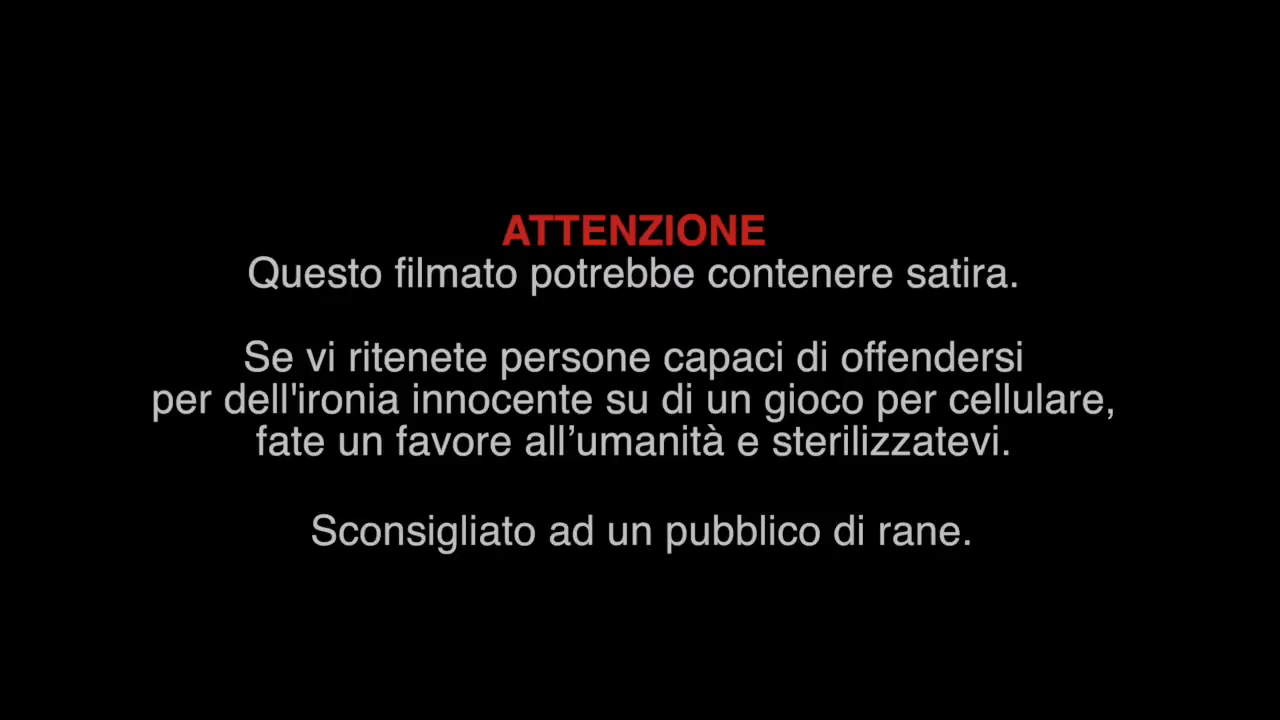 ATTENZIONE
Questo filmato potrebbe contenere satira.
Se vi ritenete persone capaci di offendersi
per dell'ironia innocente su di un gioco per cellulare,
fate un favore all’umanità e sterilizzatevi.
Sconsigliato ad un pubblico di rane.